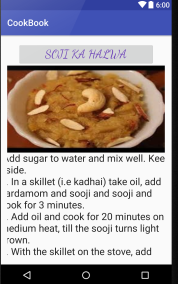 6:00
CookBook
SOJI KA HALWA
Add sugar to water and mix well. Kee
side.
. In a skillet (i.e kadhai) take oil, add
ardamom and sooji and sooji and
ook for 3 minutes.
. Add oil and cook for 20 minutes on
nedium heat, till the sooji turns light
rown.
. With the skillet on the stove, add